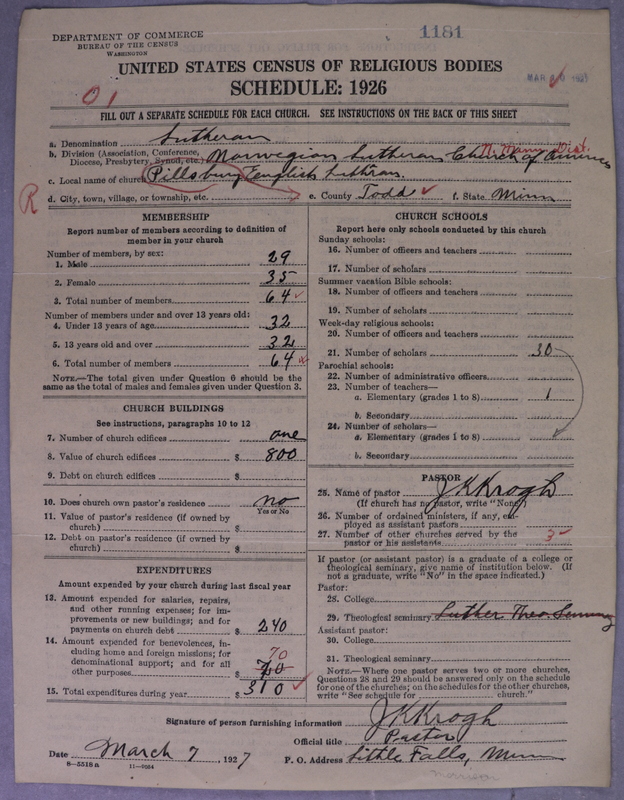 1181
DEPARTMENT OF COMMERCE
BUREAU OF THE CENSUS
WASHINGTON
UNITED STATES CENSUS OF RELIGIOUS BODIES
SCHEDULE: 1926
01
FILL OUT A SEPARATE SCHEDULE FOR EACH CHURCH. SEE INSTRUCTIONS ON THE BACK OF THIS SHEET
a. Denomination Lutheran
b. Division (Association, Conference,
Diocese, Presbytery, Synod, etc.) Norwegian Lutheran Church of America
c. Local name of church Pillsbury English Lutheran
d. City, town, village, or township, etc. e. County Todd f. State Minn
R
MEMBERSHIP
Report number of members according to definition of
member in your church
Number of members, by sex:
1. Male 29
2. Female 35
3. Total number of members 64
Number of members under and over 13 years old:
4. Under 13 years of age 32
5. 13 years old and over 32
6. Total number of members 64
NOTE.—The total given under Question 6 should be the
same as the total of males and females given under Question 3.
CHURCH BUILDINGS
See instructions, paragraphs 10 to 12
7. Number of church edifices one
8. Value of church edifices $ 800
9. Debt on church edifices $
10. Does church own pastor's residence no
Yes or No
11. Value of pastor's residence (if owned by
church) $
12. Debt on pastor's residence (if owned by
church) $
EXPENDITURES
Amount expended by your church during last fiscal year
13. Amount expended for salaries, repairs,
and other running expenses; for im-
provements or new buildings; and for
payments on church debt $ 240
14. Amount expended for benevolences, in-
cluding home and foreign missions; for
denominational support; and for all
other purposes $ 70
15. Total expenditures during year $ 310
CHURCH SCHOOLS
Report here only schools conducted by this church
Sunday schools:
16. Number of officers and teachers
17. Number of scholars
Summer vacation Bible schools:
18. Number of officers and teachers
19. Number of scholars
Week-day religious schools:
20. Number of officers and teachers
21. Number of scholars 30
Parochial schools:
22. Number of administrative officers
23. Number of teachers—
a. Elementary (grades 1 to 8) 1
b. Secondary
24. Number of scholars—
a. Elementary (grades 1 to 8)
b. Secondary
PASTOR
25. Name of pastor J K Krogh
(If church has no pastor, write "None")
26. Number of ordained ministers, if any, em-
ployed as assistant pastors
27. Number of other churches served by the
pastor or his assistants 3
If pastor (or assistant pastor) is a graduate of a college or
theological seminary, give name of institution below. (If
not a graduate, write "No" in the space indicated.)
Pastor:
28. College
29. Theological seminary Luther Theo. Seminary
Assistant pastor:
30. College
31. Theological seminary
NOTE.—Where one pastor serves two or more churches,
Questions 28 and 29 should be answered only on the schedule
for one of the churches; on the schedules for the other churches,
write "See schedule for church."
Signature of person furnishing information J K Krogh
Official title Pastor
Date March 7, 1927 P. O. Address Little Falls, Minn
8—5518 a 11—9054